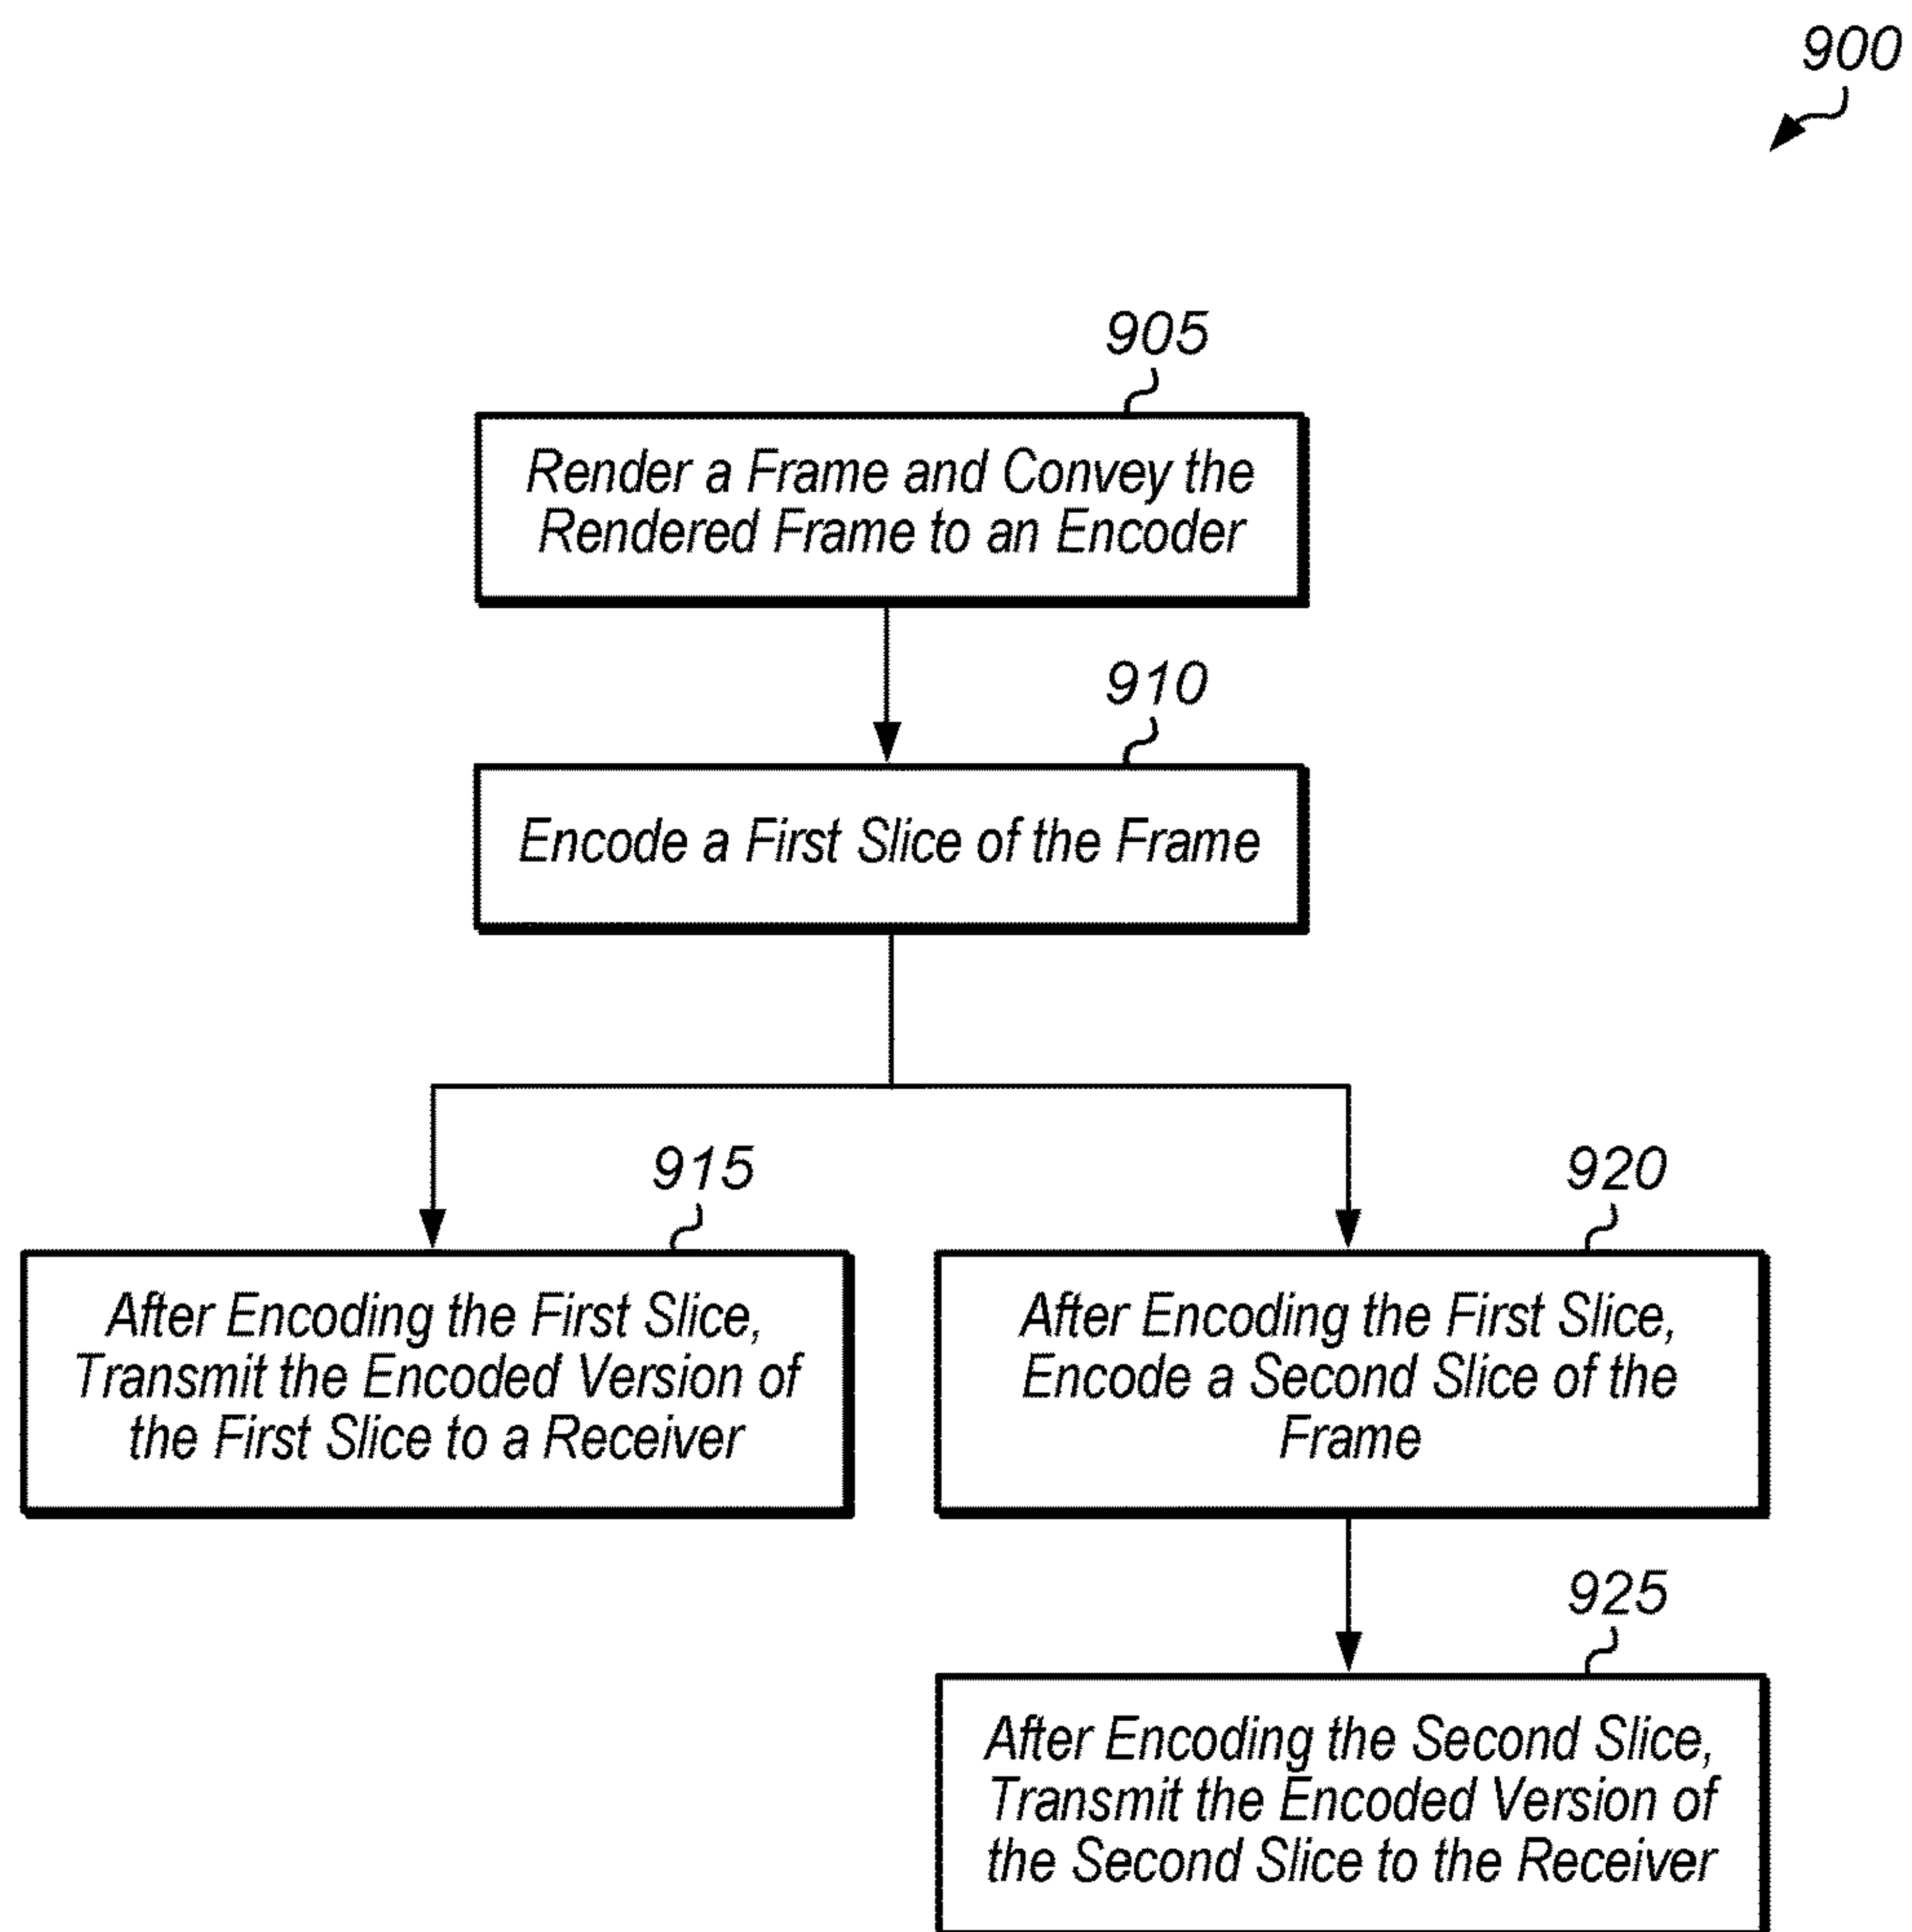 900
905
Render a Frame and Convey the
Rendered Frame to an Encoder
910
Encode a First Slice of the Frame
915
After Encoding the First Slice,
Transmit the Encoded Version of
the First Slice to a Receiver
920
After Encoding the First Slice,
Encode a Second Slice of the
Frame
925
After Encoding the Second Slice,
Transmit the Encoded Version of
the Second Slice to the Receiver